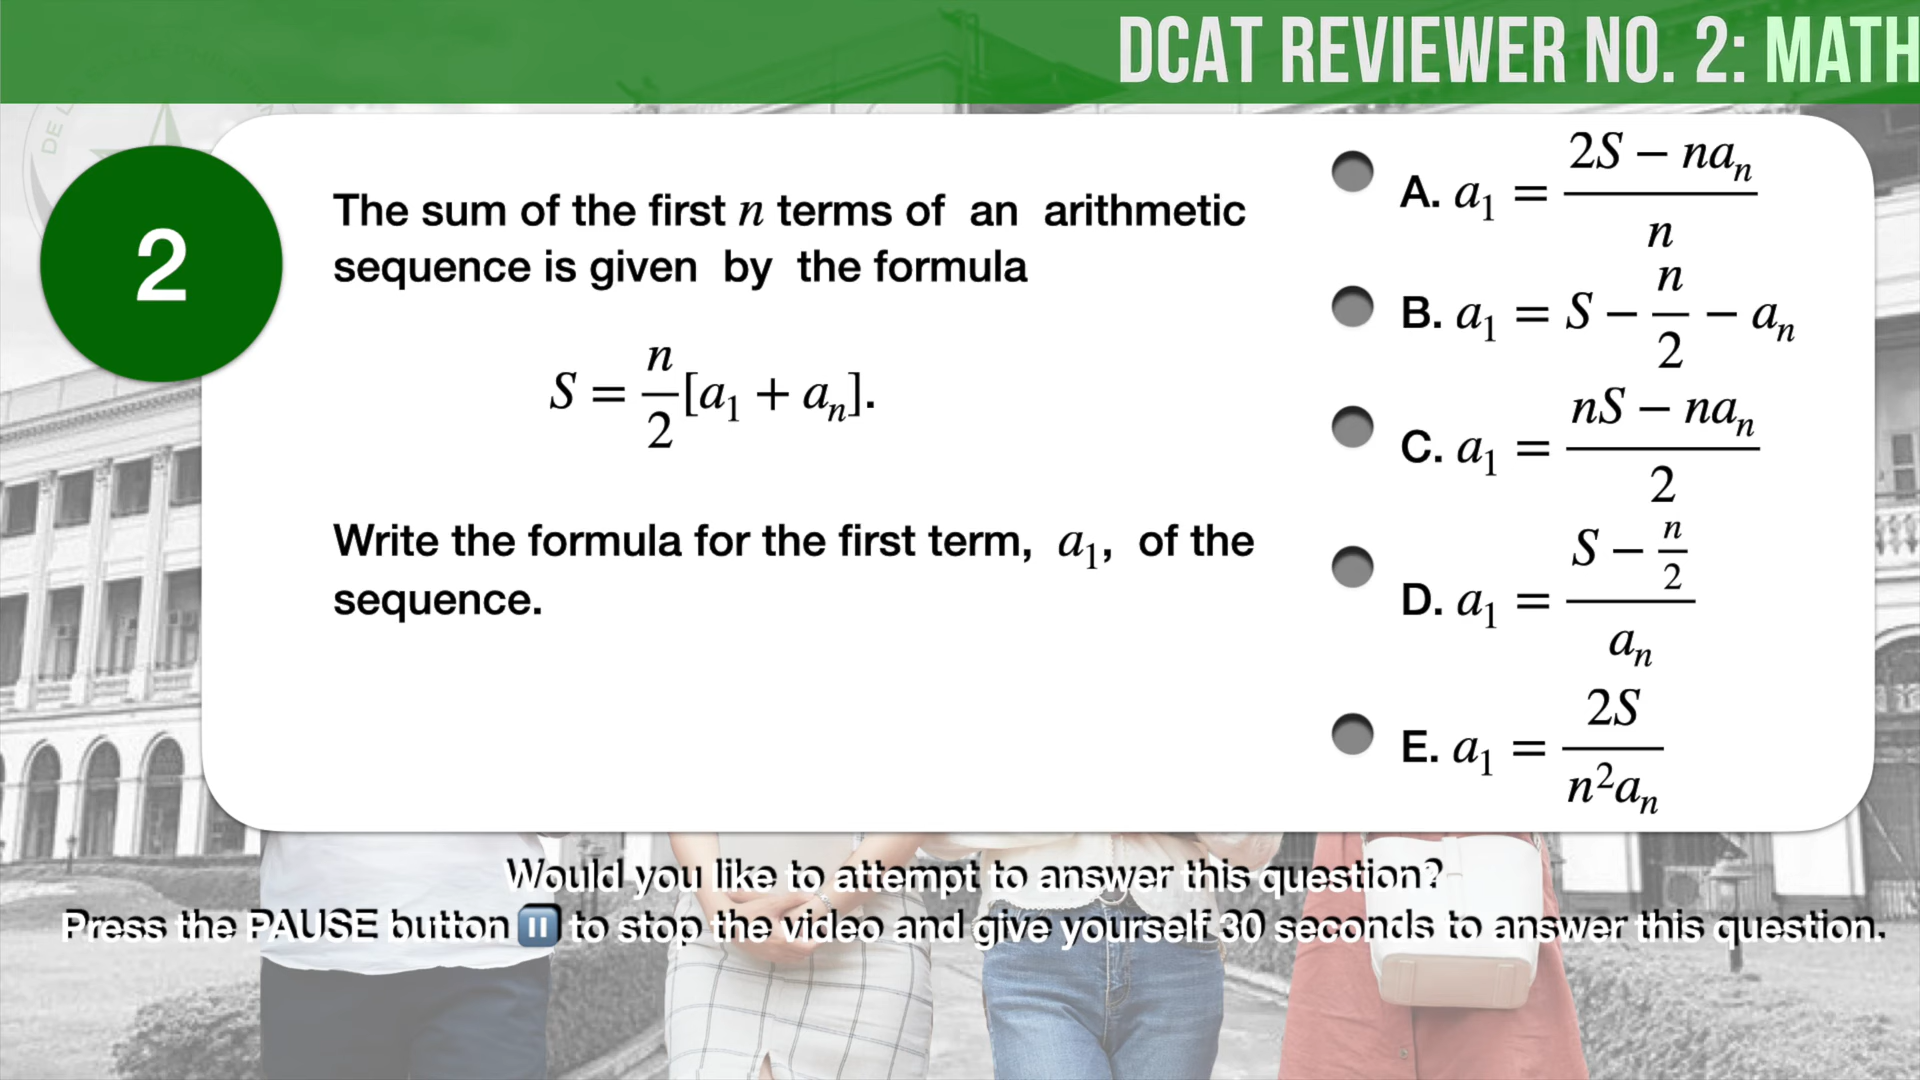 DCAT REVIEWER NO. 2: MATH
DE LA SALLE
2
The sum of the first n terms of an arithmetic
sequence is given by the formula
S = n/2 [a₁ + aₙ].
Write the formula for the first term, a₁, of the
sequence.
A. a₁ = (2S − naₙ)/n
B. a₁ = S − n/2 − aₙ
C. a₁ = (nS − naₙ)/2
D. a₁ = (S − n/2)/aₙ
E. a₁ = 2S/(n²aₙ)
Would you like to attempt to answer this question?
Press the PAUSE button ⏸ to stop the video and give yourself 30 seconds to answer this question.